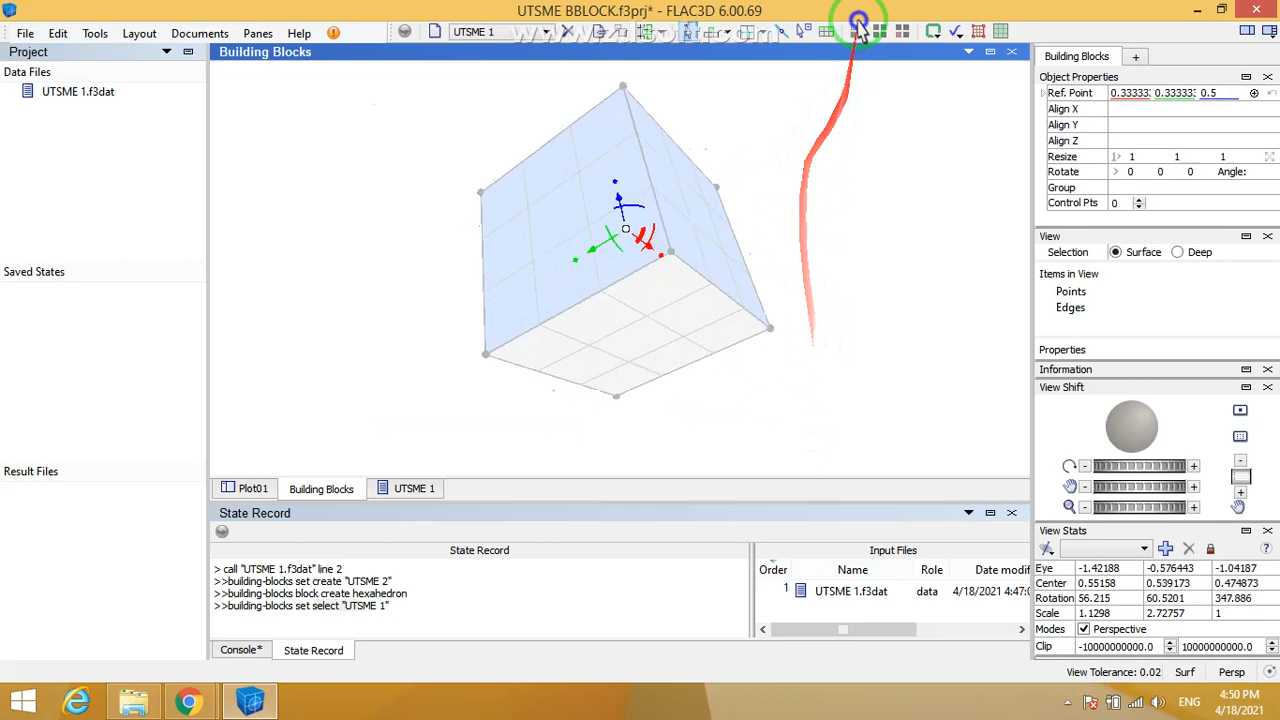 UTSME BBLOCK.f3prj* - FLAC3D 6.00.69
File Edit Tools Layout Documents Panes Help
UTSME 1
Project
Data Files
UTSME 1.f3dat
Saved States
Result Files
Building Blocks
Plot01 Building Blocks UTSME 1
State Record
State Record
> call "UTSME 1.f3dat" line 2
>>building-blocks set create "UTSME 2"
>>building-blocks block create hexahedron
>>building-blocks set select "UTSME 1"
Input Files
Order Name Role Date modif
1 UTSME 1.f3dat data 4/18/2021 4:47:0
Console* State Record
Building Blocks +
Object Properties
Ref. Point 0.33333 0.33333 0.5
Align X
Align Y
Align Z
Resize 1 1 1
Rotate 0 0 0 Angle:
Group
Control Pts 0
View
Selection Surface Deep
Items in View
Points
Edges
Properties
Information
View Shift
View Stats
Eye -1.42188 -0.576443 -1.04187
Center 0.55158 0.539173 0.474873
Rotation 56.215 60.5201 347.886
Scale 1.1298 2.72757 1
Modes Perspective
Clip -10000000000.0 10000000000.0
View Tolerance: 0.02 Surf Persp
ENG
4:50 PM
4/18/2021